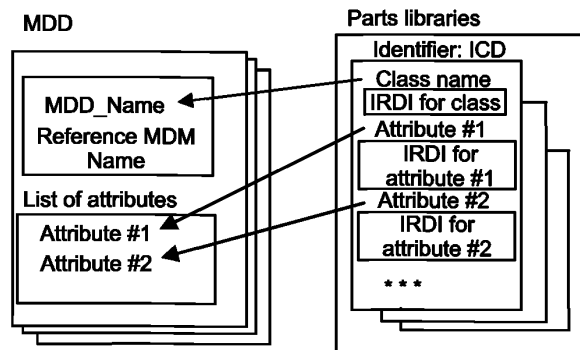 MDD
MDD_Name
Reference MDM
Name
List of attributes
Attribute #1
Attribute #2
Parts libraries
Identifier: ICD
Class name
IRDI for class
Attribute #1
IRDI for
attribute #1
Attribute #2
IRDI for
attribute #2
* * *